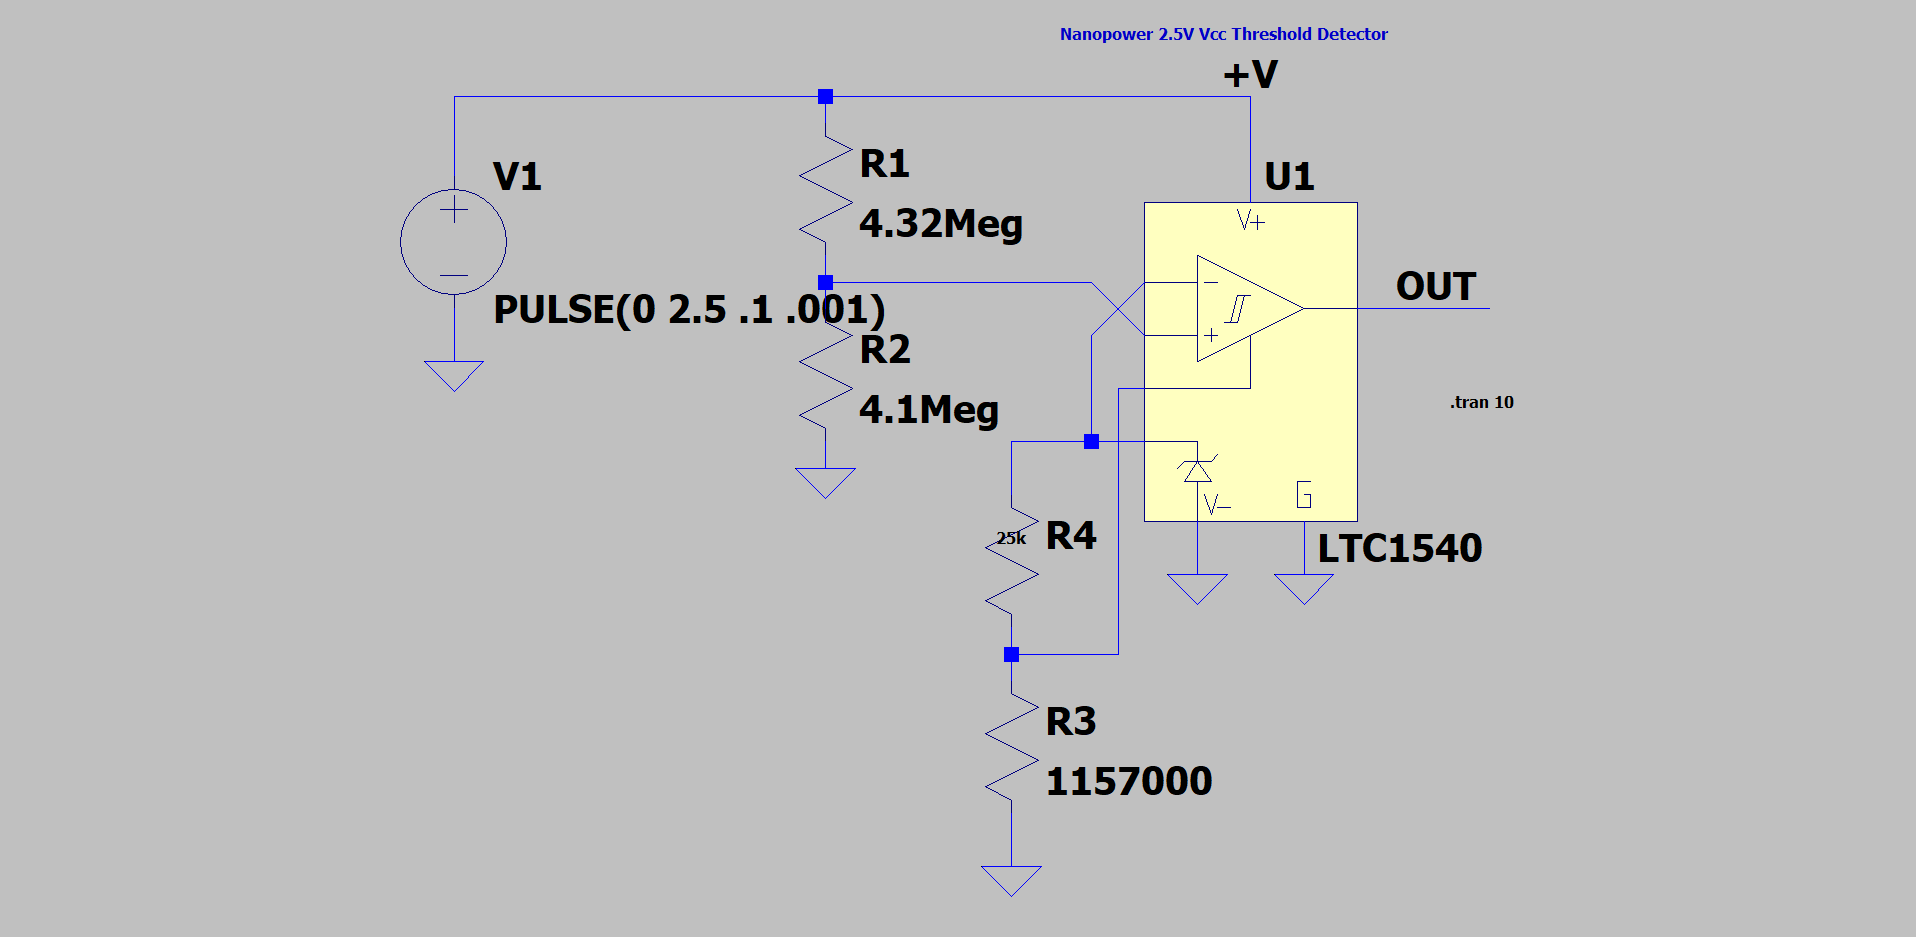 Nanopower 2.5V Vcc Threshold Detector
+V
V1
PULSE(0 2.5 .1 .001)
R1
4.32Meg
R2
4.1Meg
U1
V+
−
+
V−
G
LTC1540
OUT
.tran 10
R4
25k
R3
1157000